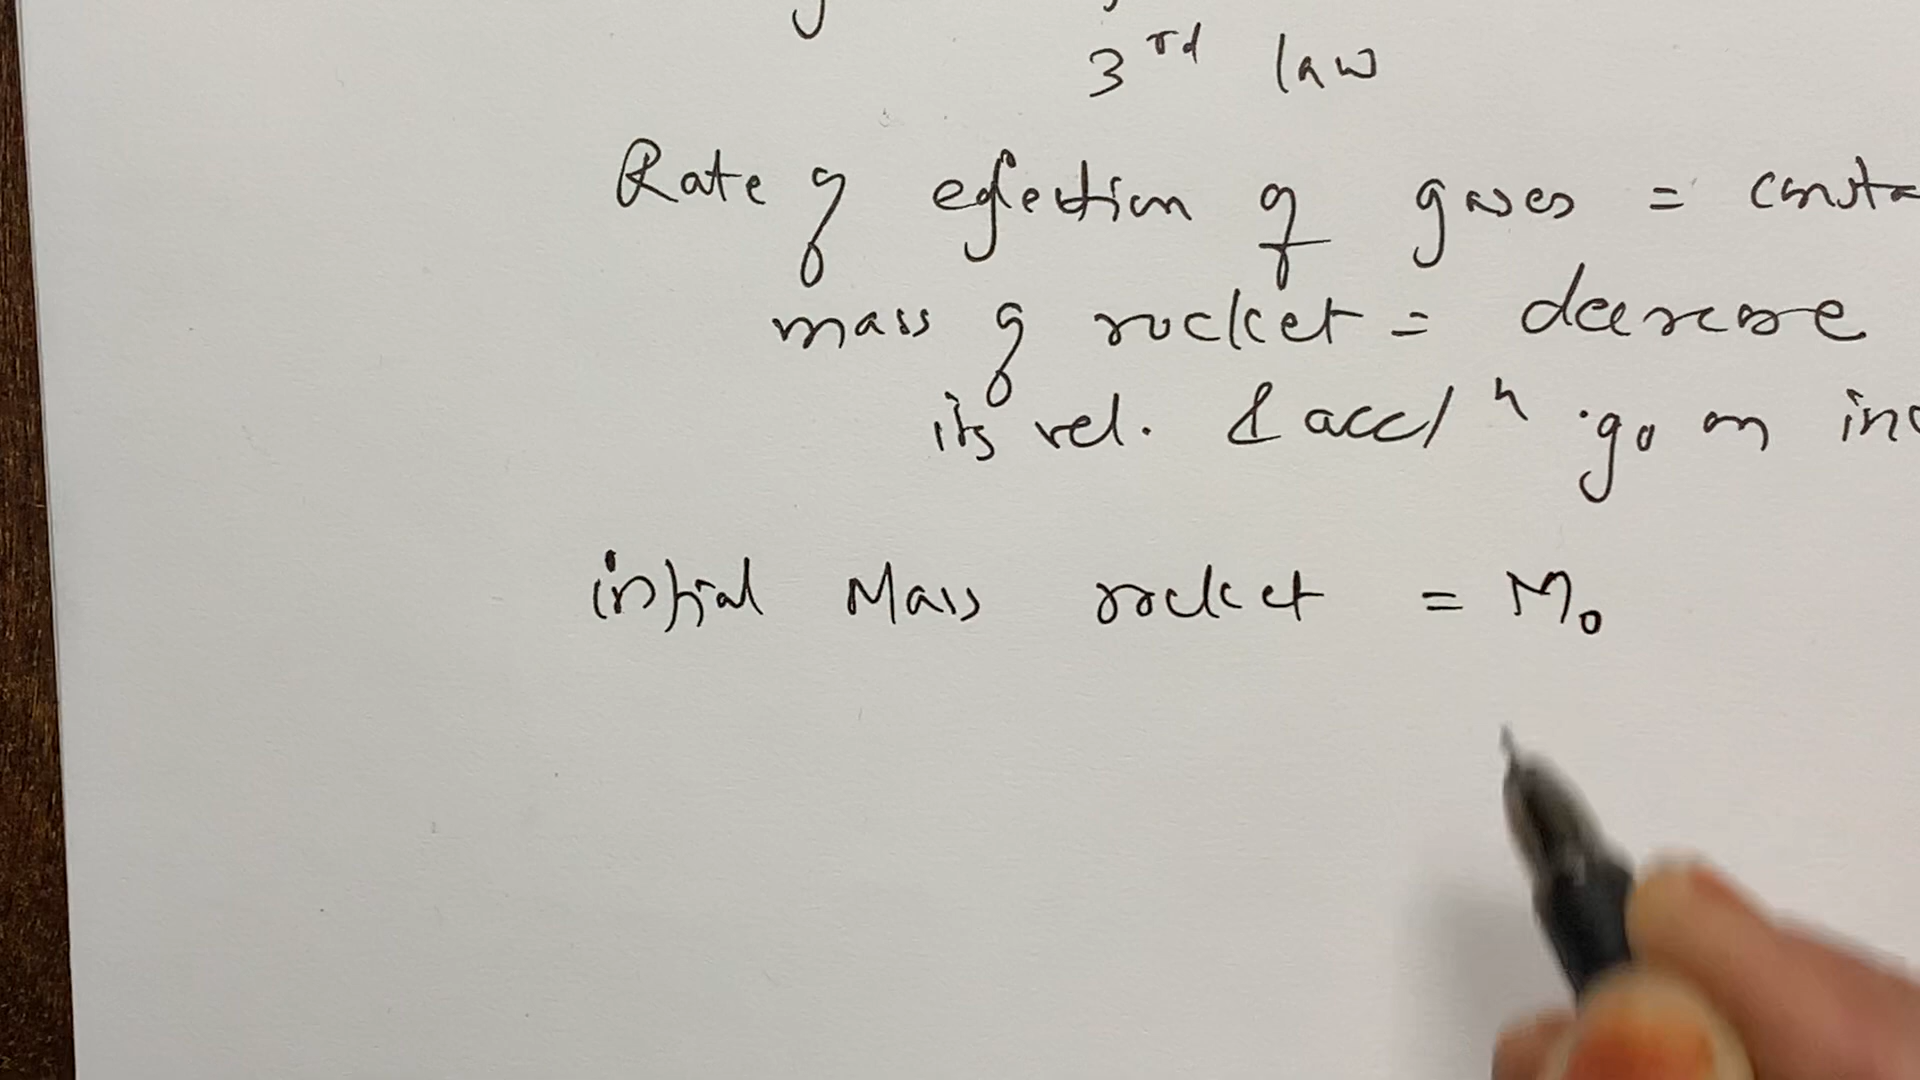 3rd law
Rate of ejection of gases = consta
mass of rocket = decrease
its vel. & acclⁿ go on inc
initial Mass rocket = M₀